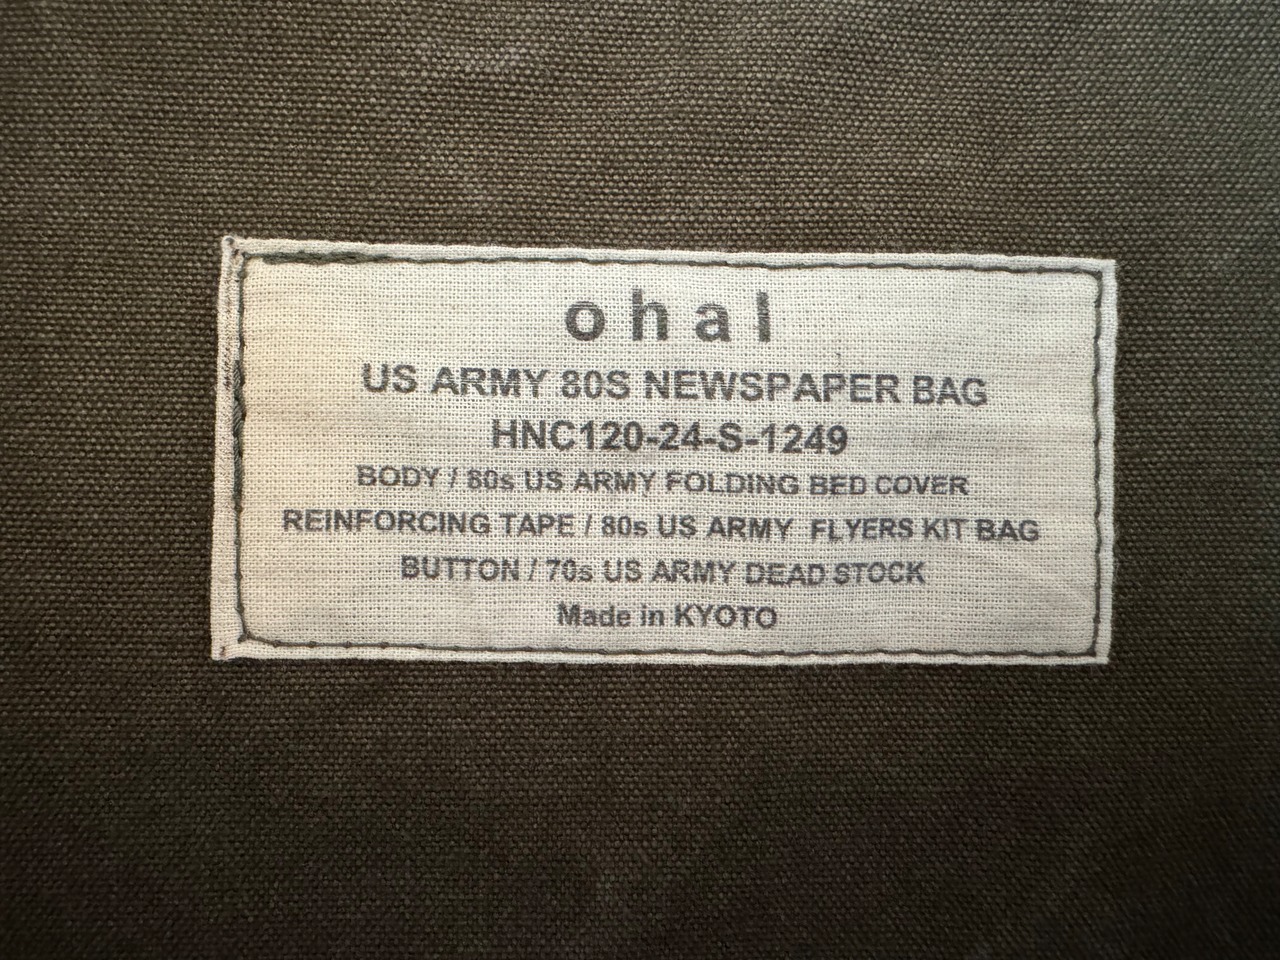 ohal
US ARMY 80S NEWSPAPER BAG
HNC120-24-S-1249
BODY / 80s US ARMY FOLDING BED COVER
REINFORCING TAPE / 80s US ARMY FLYERS KIT BAG
BUTTON / 70s US ARMY DEAD STOCK
Made in KYOTO